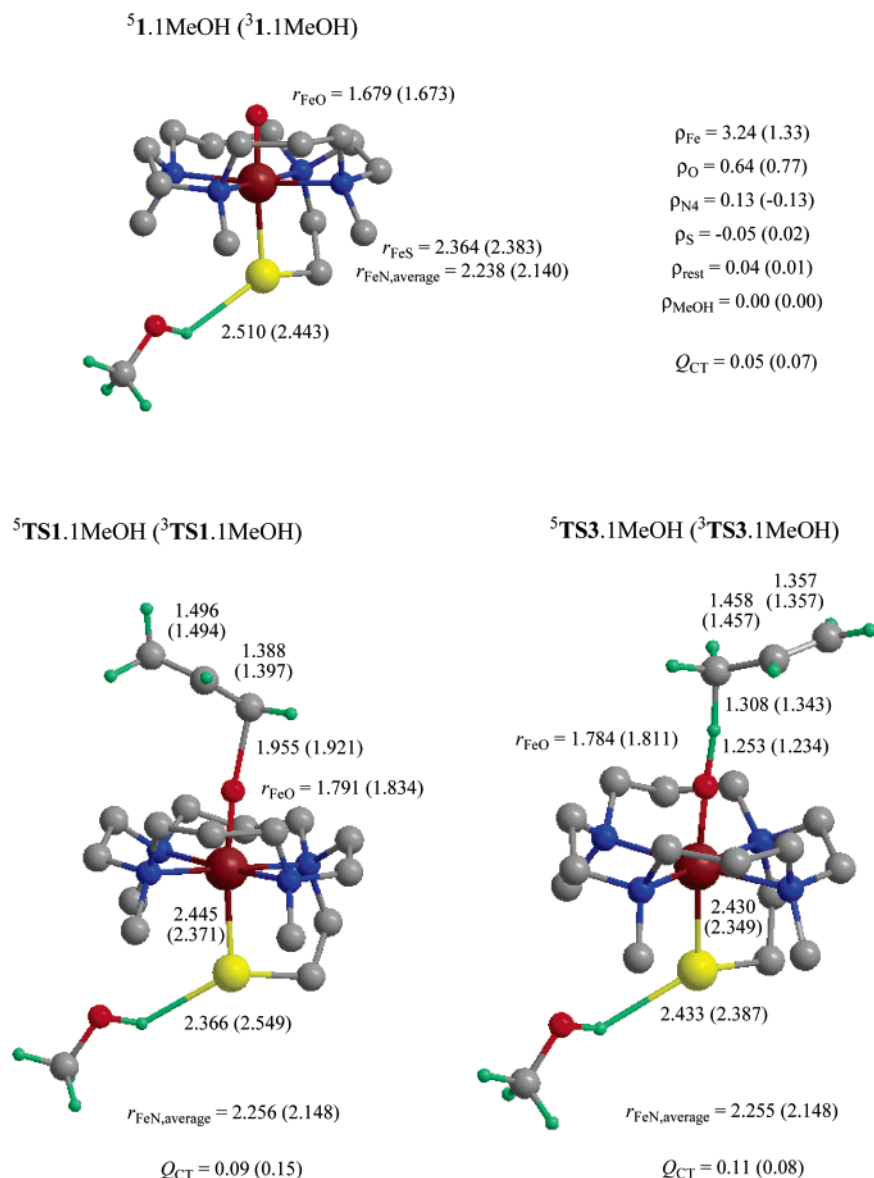 ⁵1.1MeOH (³1.1MeOH)
r_FeO = 1.679 (1.673)
r_FeS = 2.364 (2.383)
r_FeN,average = 2.238 (2.140)
2.510 (2.443)
ρ_Fe = 3.24 (1.33)
ρ_O = 0.64 (0.77)
ρ_N4 = 0.13 (-0.13)
ρ_S = -0.05 (0.02)
ρ_rest = 0.04 (0.01)
ρ_MeOH = 0.00 (0.00)
Q_CT = 0.05 (0.07)
⁵TS1.1MeOH (³TS1.1MeOH)
1.496
(1.494)
1.388
(1.397)
1.955 (1.921)
r_FeO = 1.791 (1.834)
2.445
(2.371)
2.366 (2.549)
r_FeN,average = 2.256 (2.148)
Q_CT = 0.09 (0.15)
⁵TS3.1MeOH (³TS3.1MeOH)
1.357
(1.357)
1.458
(1.457)
1.308 (1.343)
r_FeO = 1.784 (1.811)
1.253 (1.234)
2.430
(2.349)
2.433 (2.387)
r_FeN,average = 2.255 (2.148)
Q_CT = 0.11 (0.08)